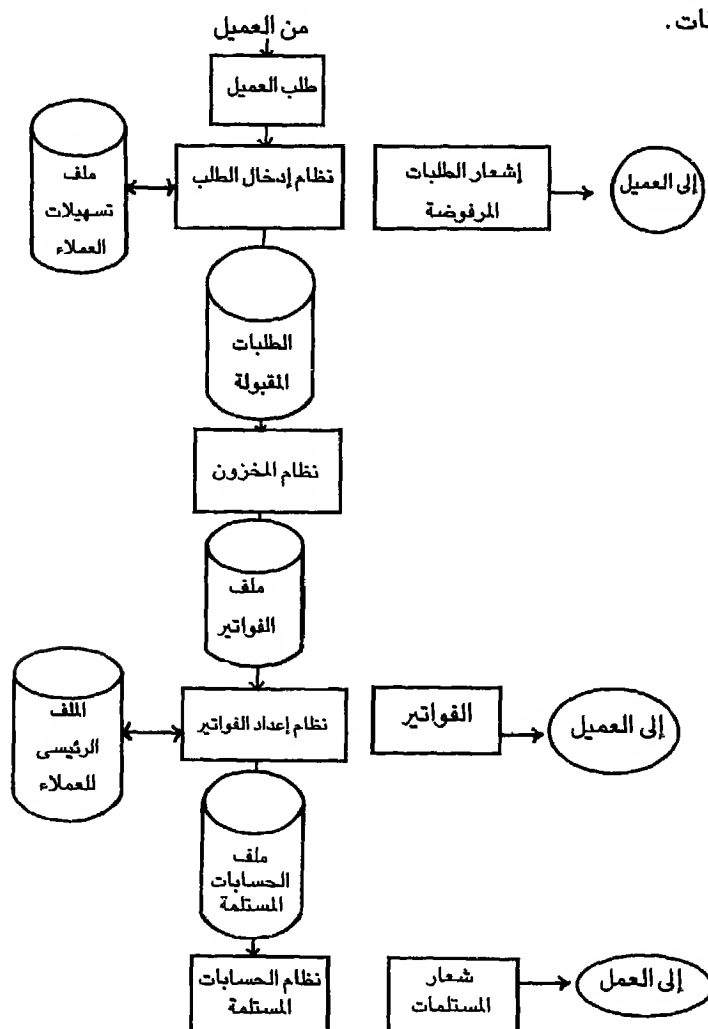 ات.
من العميل
طلب العميل
ملف
تسهيلات
العملاء
نظام إدخال الطلب
إشعار الطلبات
المرفوضة
إلى العميل
الطلبات
المقبولة
نظام المخزون
ملف
الفواتير
الملف
الرئيسى
للعملاء
نظام إعداد الفواتير
الفواتير
إلى العميل
ملف
الحسابات
المستلمة
نظام الحسابات
المستلمة
شعار
المستلمات
إلى العمل